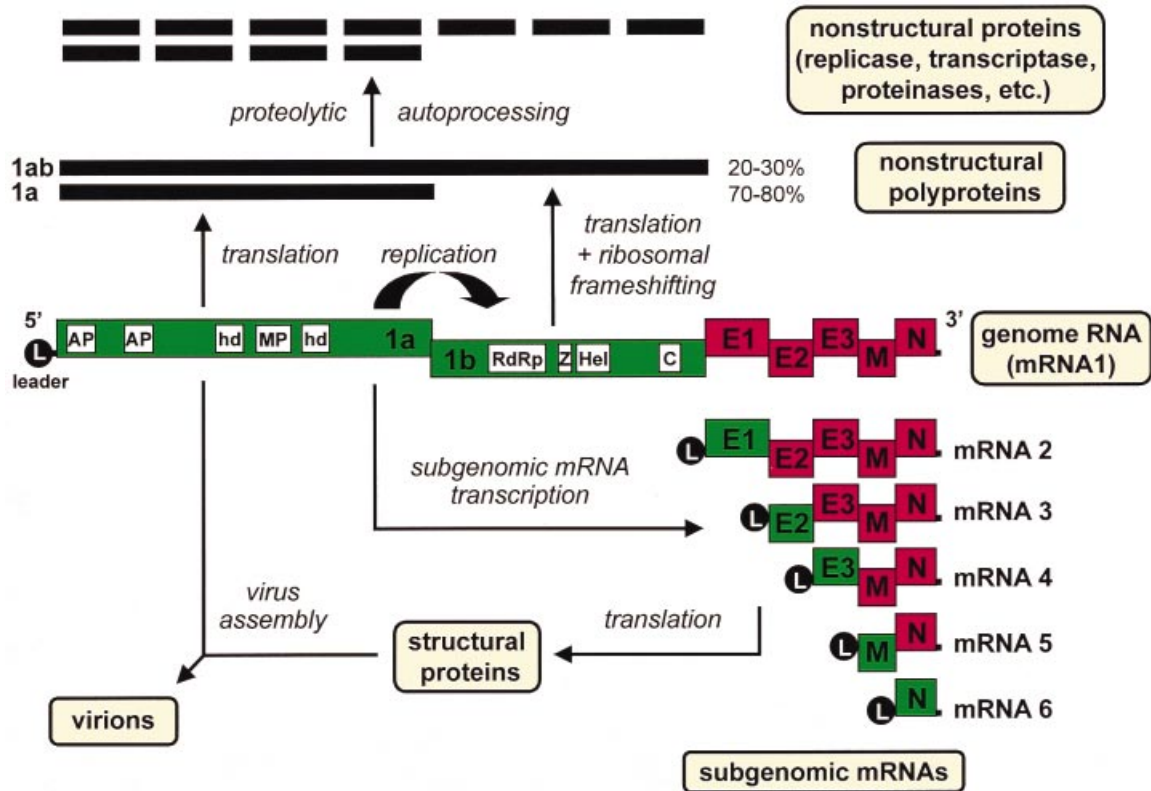 nonstructural proteins
(replicase, transcriptase,
proteinases, etc.)
proteolytic autoprocessing
1ab
20-30%
1a
70-80%
nonstructural
polyproteins
translation
replication
translation
+ ribosomal
frameshifting
5'
L
leader
AP AP hd MP hd 1a
1b RdRp Z Hel C
E1 E2 E3 M N
3'
genome RNA
(mRNA1)
L E1 E2 E3 M N mRNA 2
subgenomic mRNA
transcription
L E2 E3 M N mRNA 3
L E3 M N mRNA 4
virus
assembly
translation
structural
proteins
L M N mRNA 5
L N mRNA 6
virions
subgenomic mRNAs